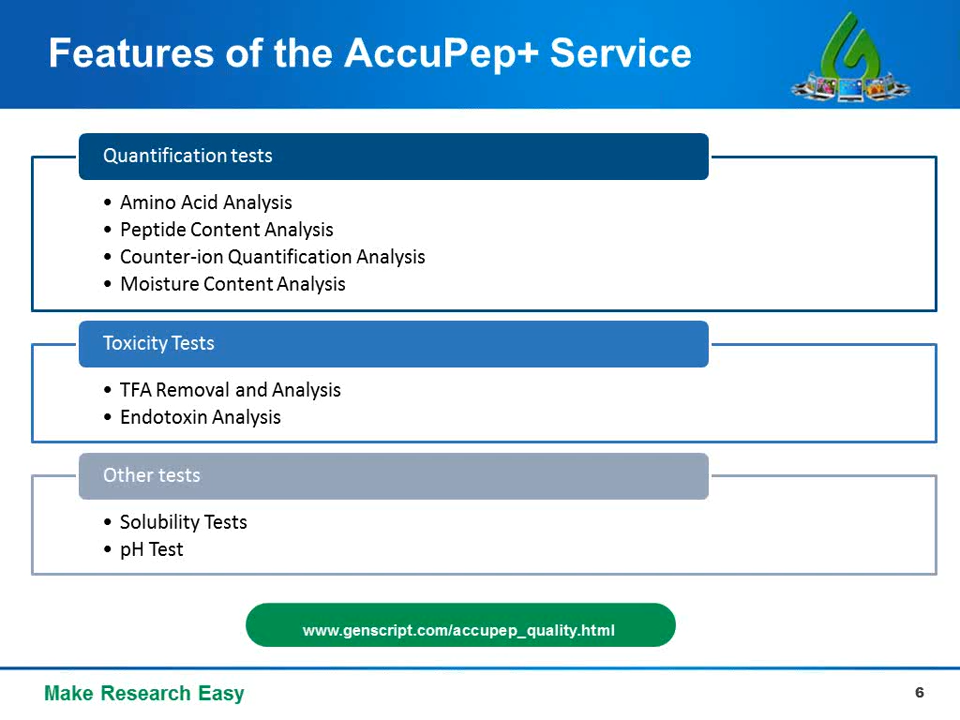 Features of the AccuPep+ Service
Quantification tests
• Amino Acid Analysis
• Peptide Content Analysis
• Counter-ion Quantification Analysis
• Moisture Content Analysis
Toxicity Tests
• TFA Removal and Analysis
• Endotoxin Analysis
Other tests
• Solubility Tests
• pH Test
www.genscript.com/accupep_quality.html
Make Research Easy
6